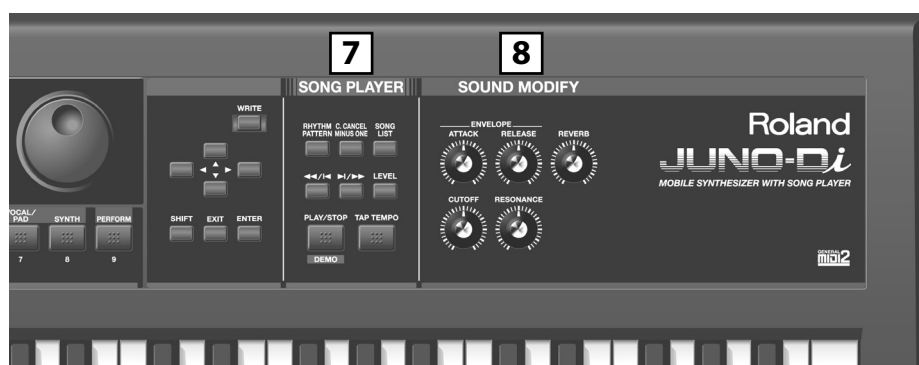 7
8
SONG PLAYER
SOUND MODIFY
WRITE
RHYTHM PATTERN
C. CANCEL MINUS ONE
SONG LIST
ENVELOPE
ATTACK
RELEASE
REVERB
Roland
JUNO-Di
MOBILE SYNTHESIZER WITH SONG PLAYER
LEVEL
CUTOFF
RESONANCE
VOCAL/
PAD
SYNTH
PERFORM
SHIFT
EXIT
ENTER
PLAY/STOP
TAP TEMPO
DEMO
7
8
9
GENERAL
MIDI2